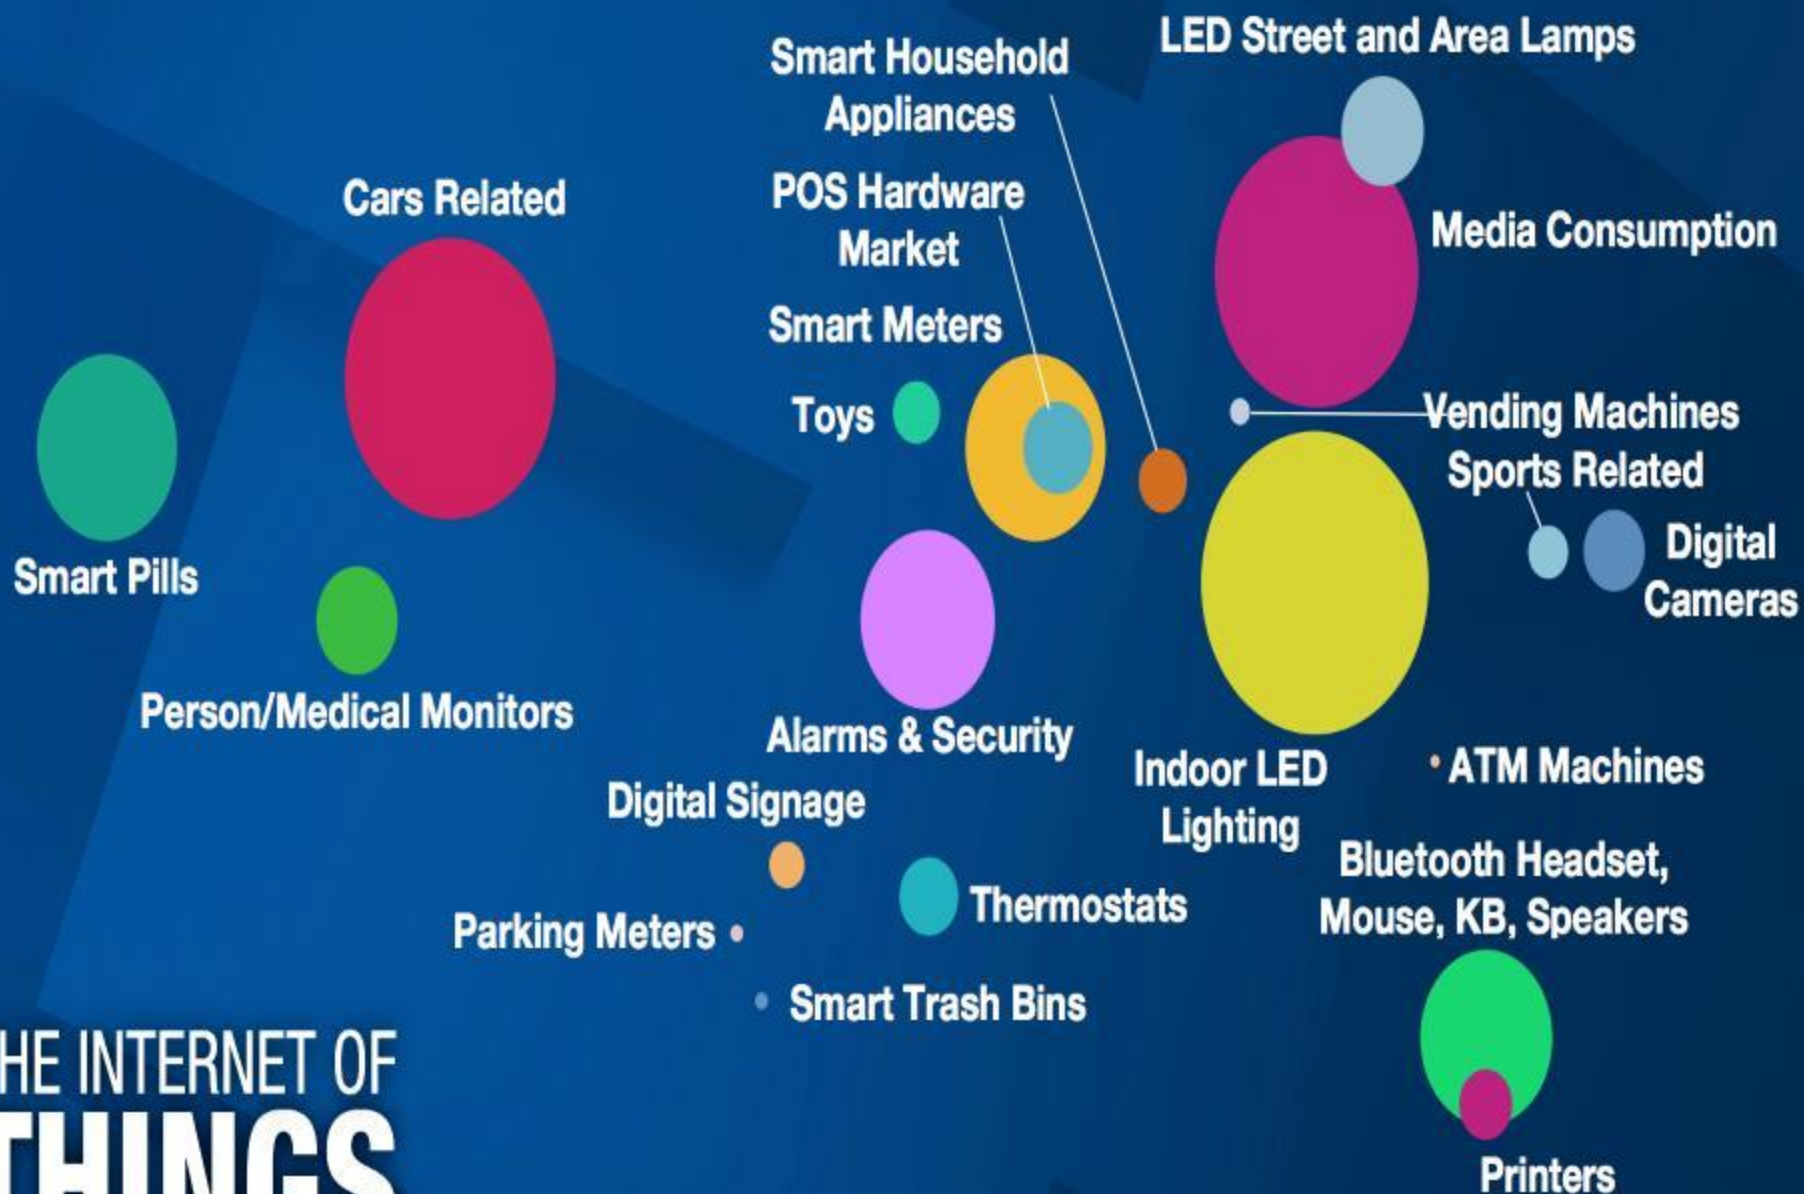 LED Street and Area Lamps
Smart Household
Appliances
Cars Related
POS Hardware
Market
Media Consumption
Smart Meters
Toys
Vending Machines
Sports Related
Digital
Cameras
Smart Pills
Person/Medical Monitors
Alarms & Security
Indoor LED
Lighting
ATM Machines
Digital Signage
Bluetooth Headset,
Mouse, KB, Speakers
Thermostats
Parking Meters
Smart Trash Bins
HE INTERNET OF
THINGS
Printers